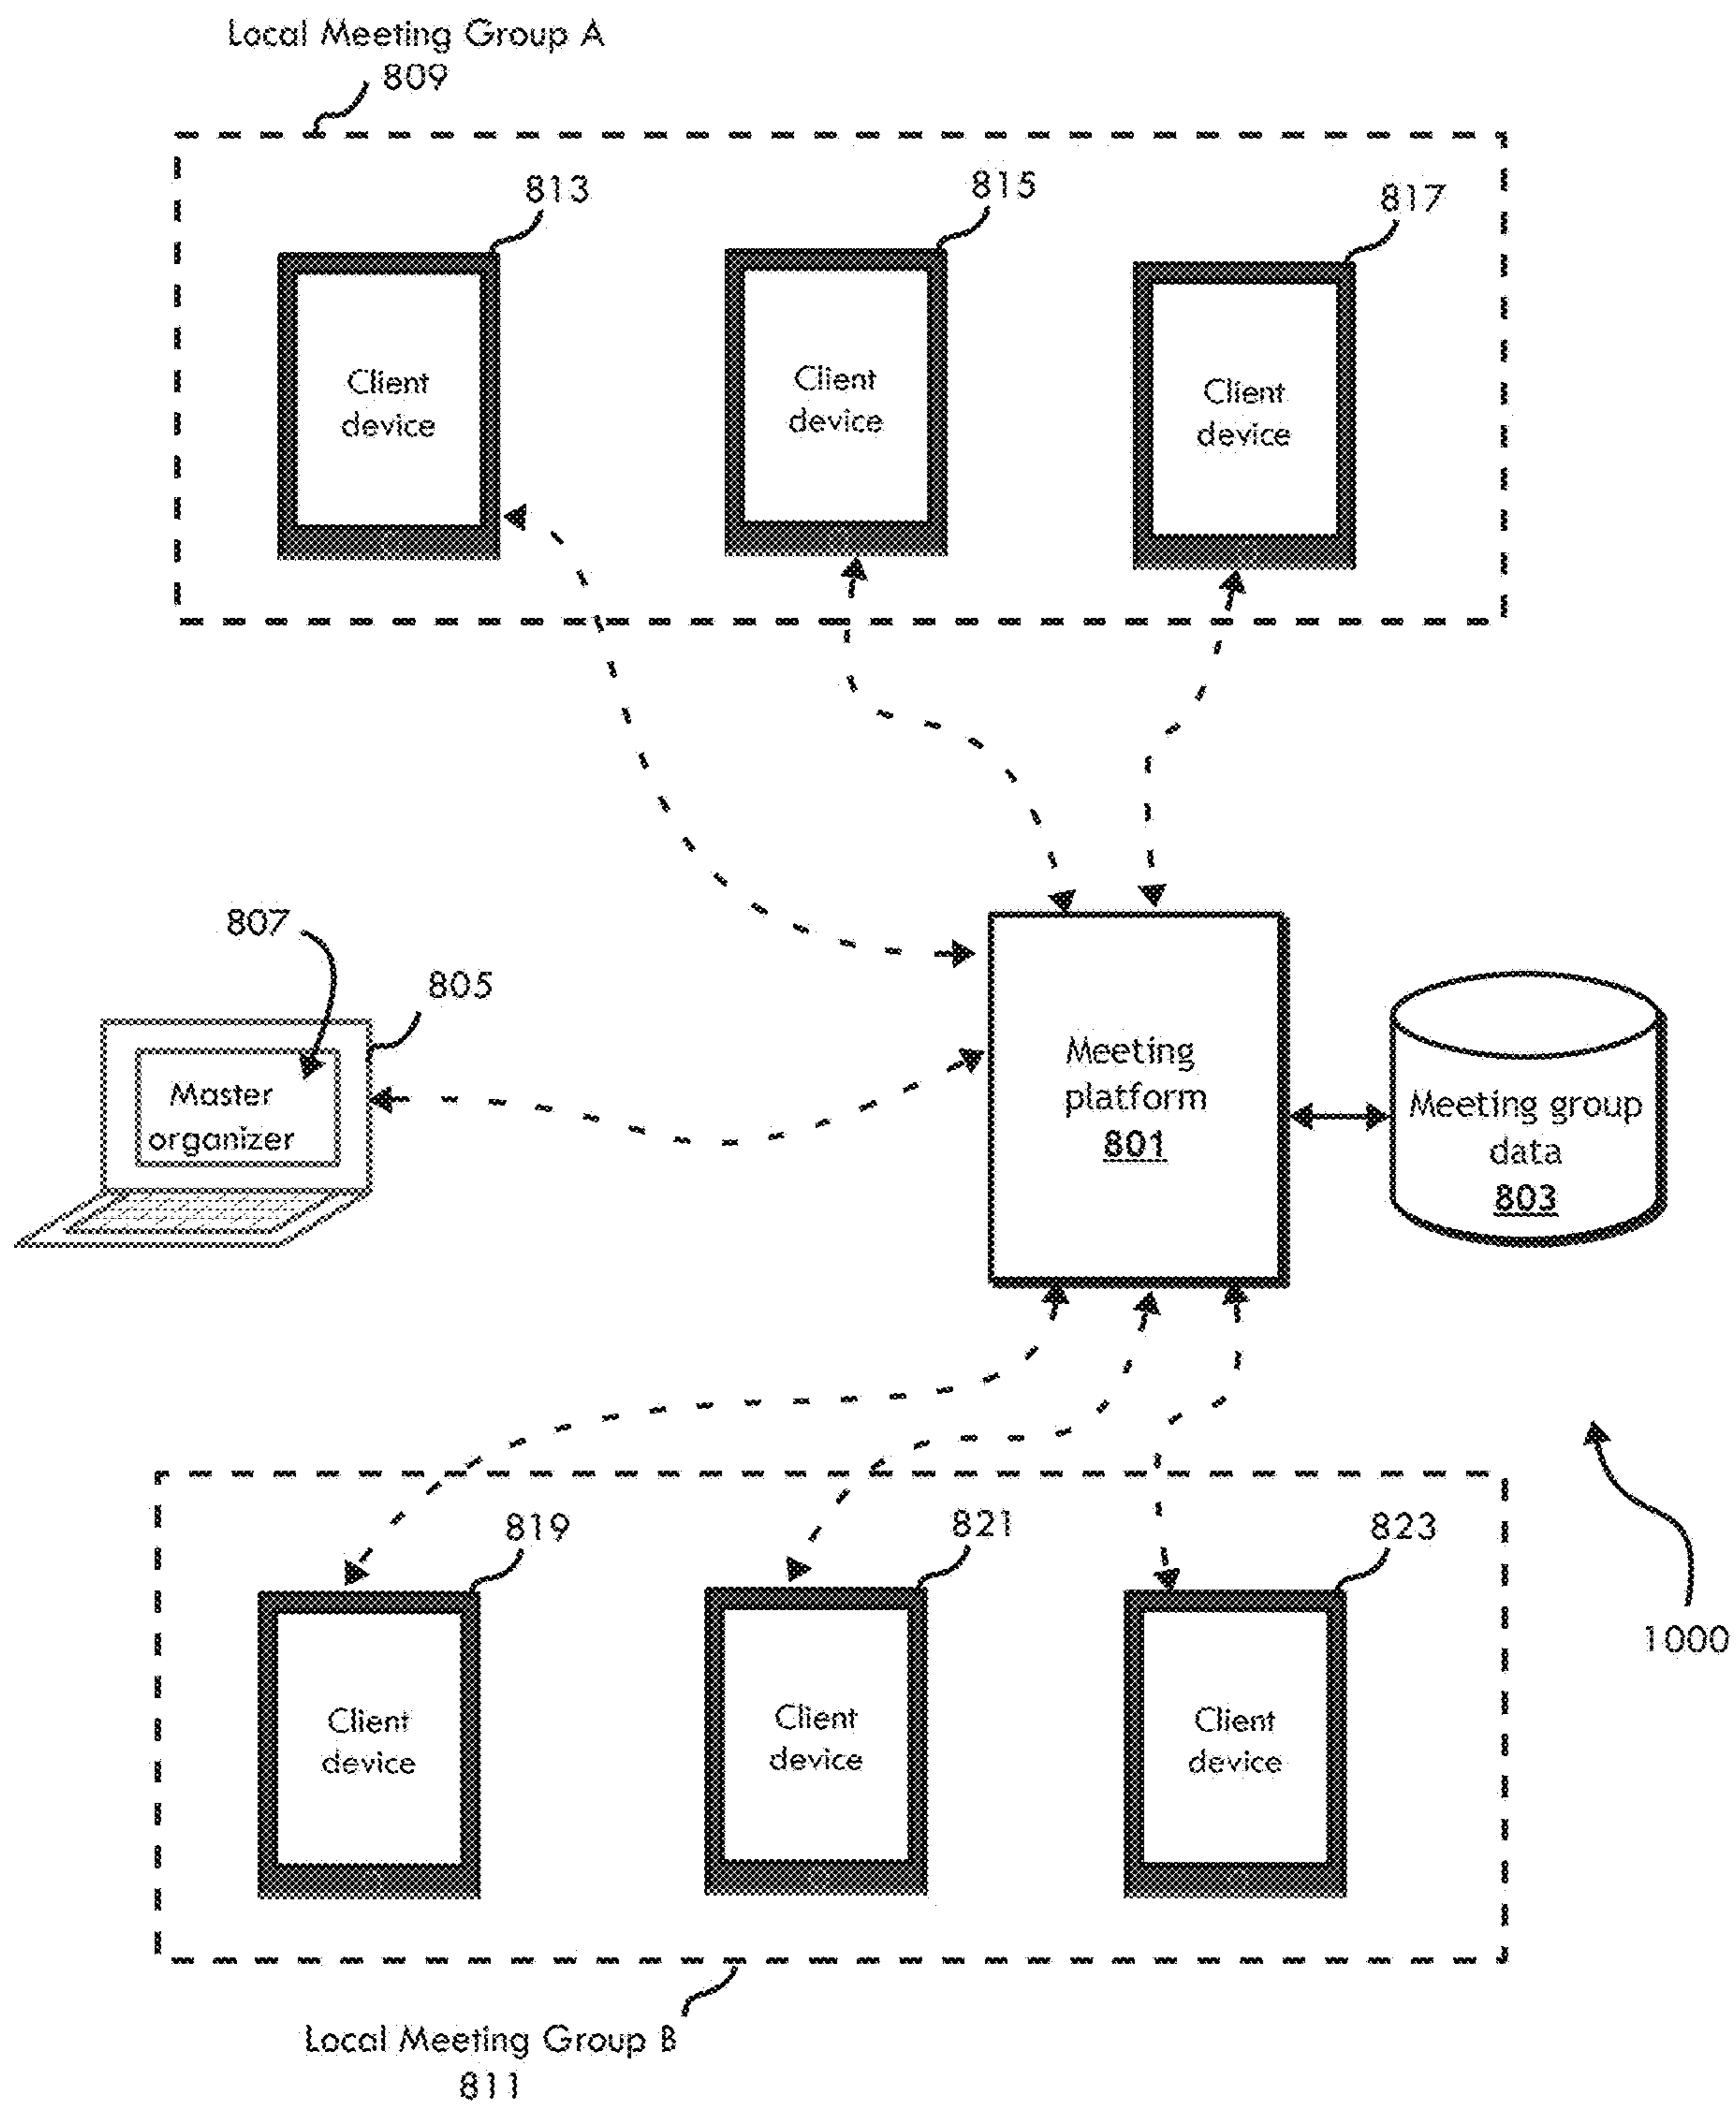 Local Meeting Group A
809
813
815
817
Client
device
Client
device
Client
device
807
805
Master
organizer
Meeting
platform
801
Meeting group
data
803
819
821
823
1000
Client
device
Client
device
Client
device
Local Meeting Group B
811